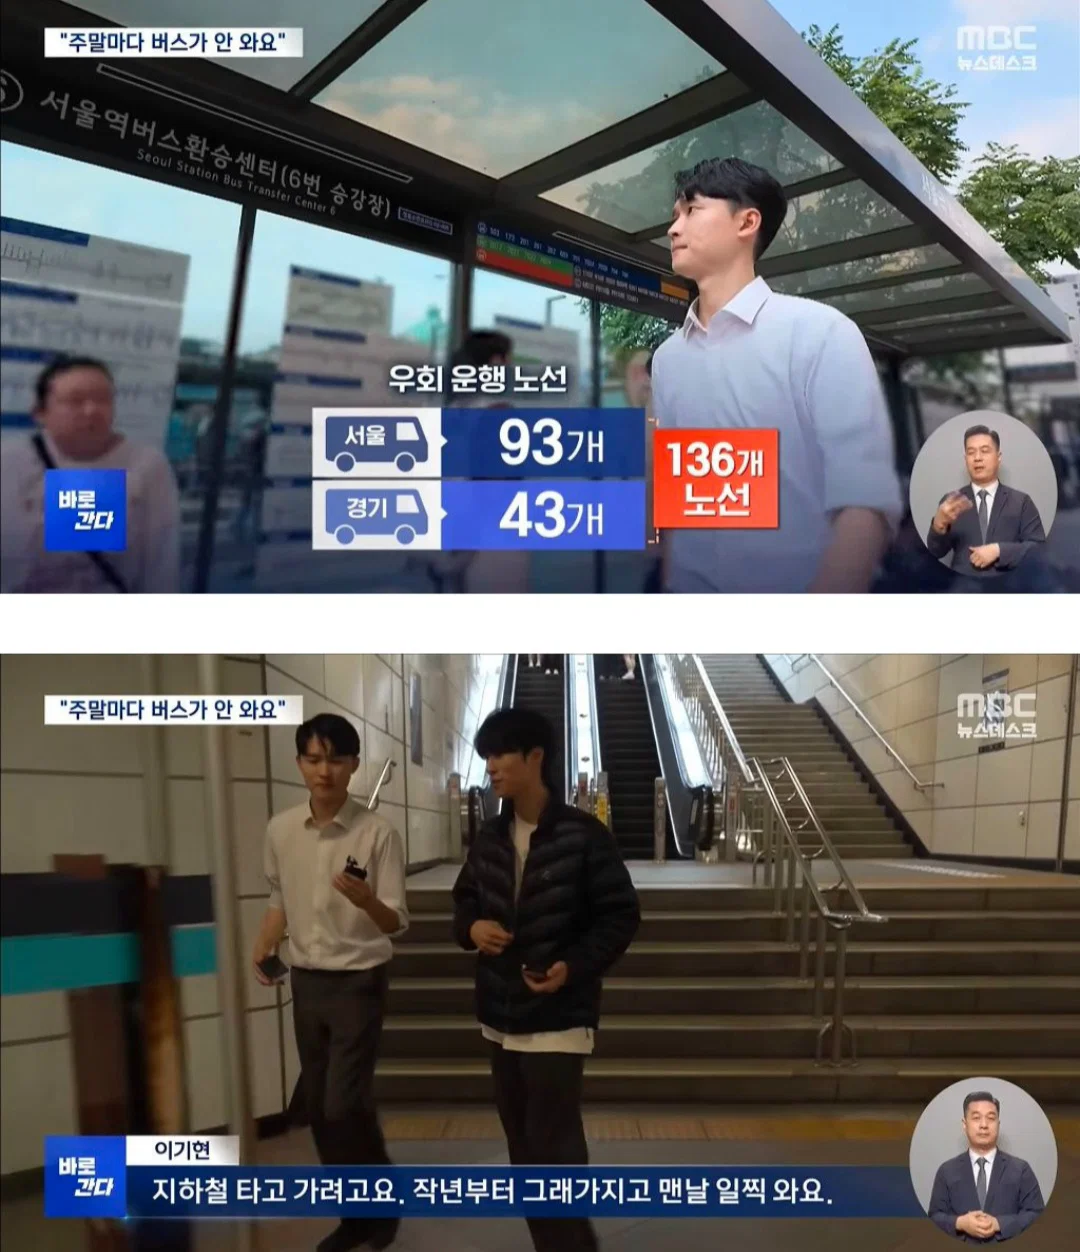 "주말마다 버스가 안 와요"
MBC
뉴스데스크
서울역버스환승센터(6번 승강장)
Seoul Station Bus Transfer Center 6
우회 운행 노선
서울 93개
경기 43개
136개
노선
바로
간다
"주말마다 버스가 안 와요"
MBC
뉴스데스크
바로
간다
이기현
지하철 타고 가려고요. 작년부터 그래가지고 맨날 일찍 와요.